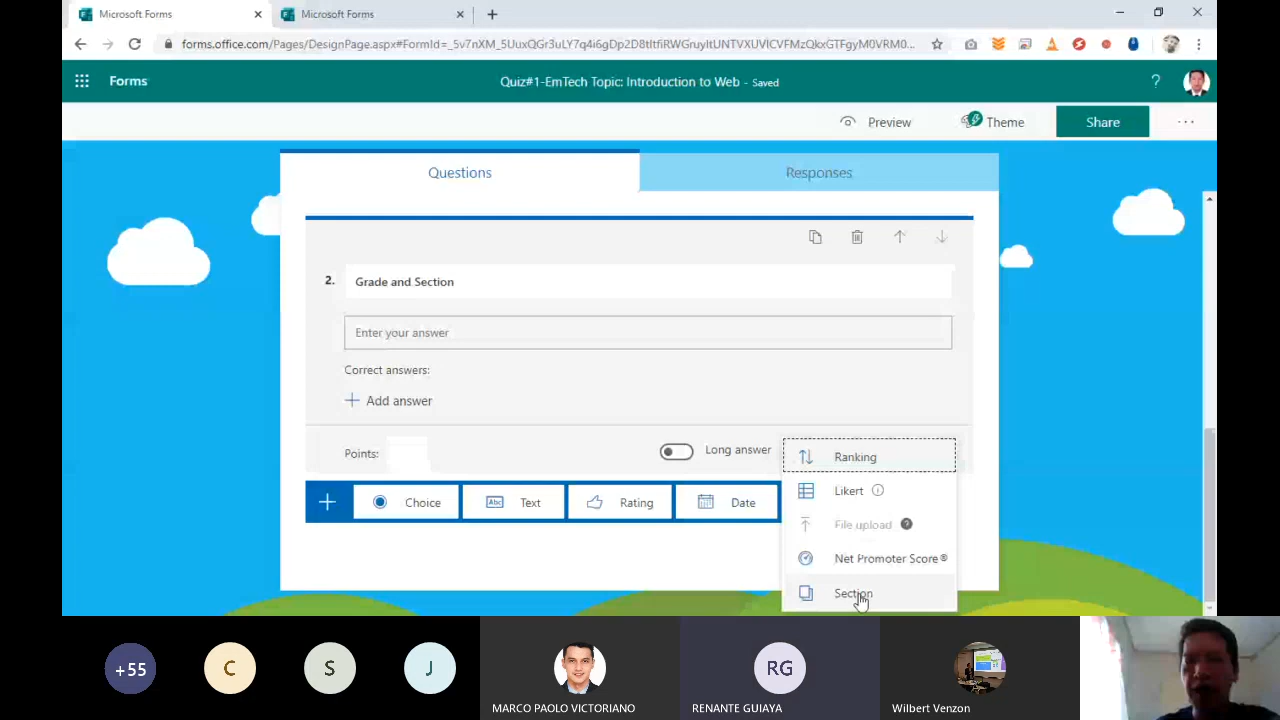 Microsoft Forms
Microsoft Forms
forms.office.com/Pages/DesignPage.aspx#FormId=_5v7nXM_5UuxQGr3uLY7q4i6gDp2D8tItfiRWGruyItUNTVXUVlCVFMzQkxGTFgyM0VRM0...
Forms
Quiz#1-EmTech Topic: Introduction to Web - Saved
?
Preview
Theme
Share
...
Questions
Responses
2.
Grade and Section
Enter your answer
Correct answers:
+ Add answer
Points:
Long answer
Ranking
Likert
File upload
Net Promoter Score®
Section
+
Choice
Abc Text
Rating
Date
+55
C
S
J
RG
MARCO PAOLO VICTORIANO
RENANTE GUIAYA
Wilbert Venzon